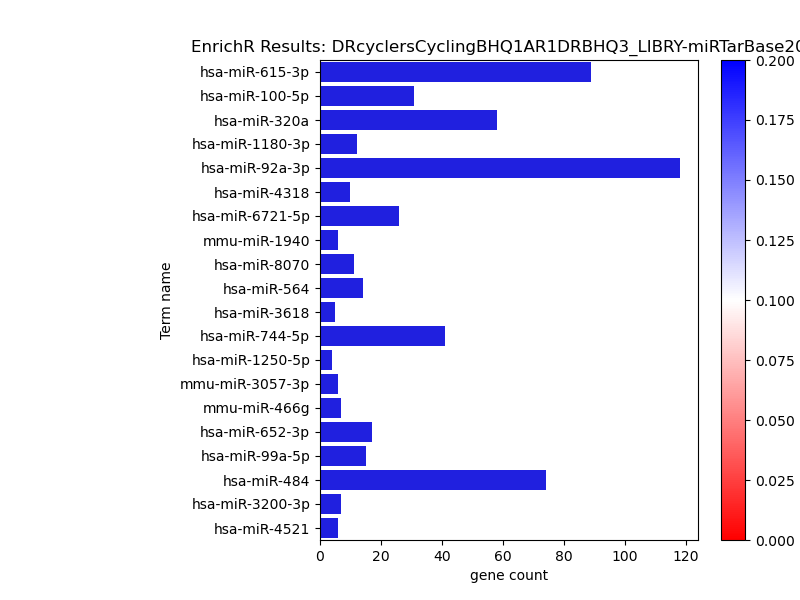 EnrichR Results: DRcyclersCyclingBHQ1AR1DRBHQ3_LIBRY-miRTarBase20
hsa-miR-615-3p
hsa-miR-100-5p
hsa-miR-320a
hsa-miR-1180-3p
hsa-miR-92a-3p
hsa-miR-4318
hsa-miR-6721-5p
mmu-miR-1940
hsa-miR-8070
hsa-miR-564
hsa-miR-3618
hsa-miR-744-5p
hsa-miR-1250-5p
mmu-miR-3057-3p
mmu-miR-466g
hsa-miR-652-3p
hsa-miR-99a-5p
hsa-miR-484
hsa-miR-3200-3p
hsa-miR-4521
Term name
0 20 40 60 80 100 120
gene count
0.200
0.175
0.150
0.125
0.100
0.075
0.050
0.025
0.000